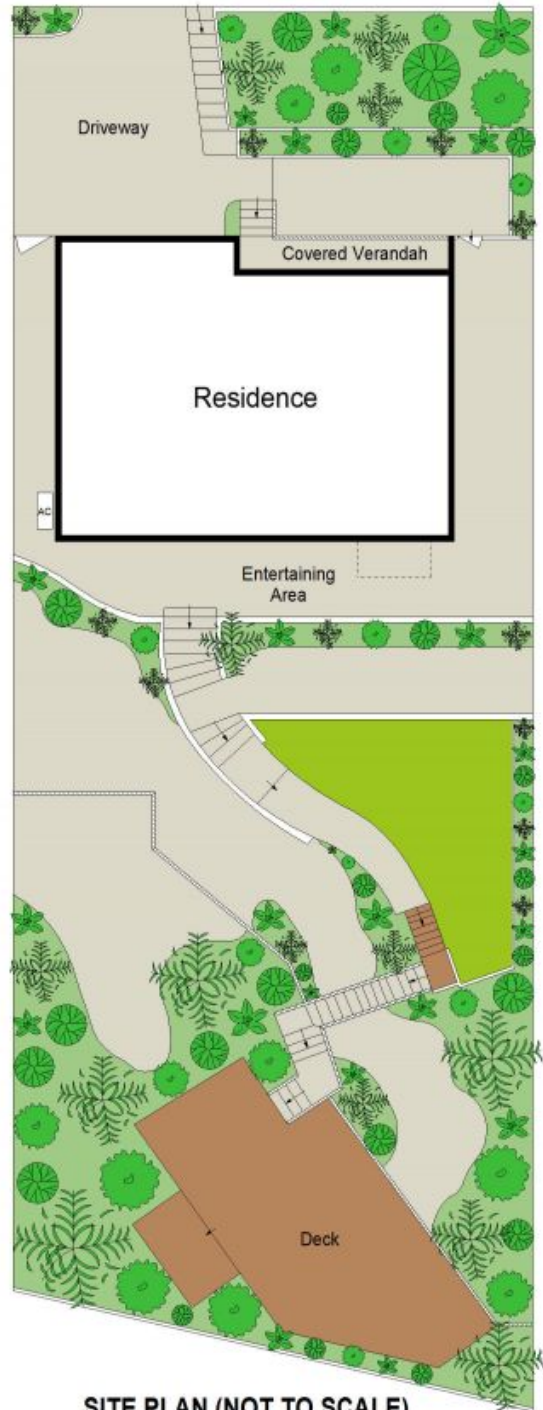 Driveway
Covered Verandah
Residence
AC
Entertaining
Area
Deck
SITE PLAN (NOT TO SCALE)